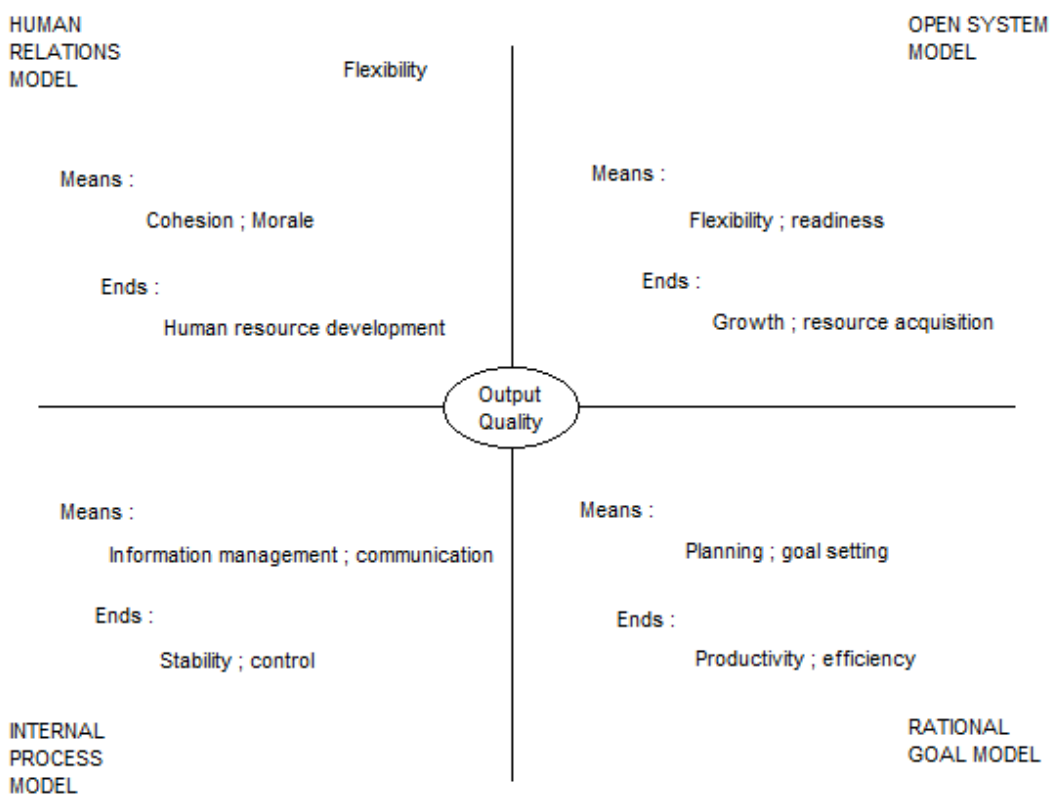 HUMAN
RELATIONS
MODEL
Flexibility
OPEN SYSTEM
MODEL
Means :
Cohesion ; Morale
Ends :
Human resource development
Means :
Flexibility ; readiness
Ends :
Growth ; resource acquisition
Output
Quality
Means :
Information management ; communication
Ends :
Stability ; control
Means :
Planning ; goal setting
Ends :
Productivity ; efficiency
INTERNAL
PROCESS
MODEL
RATIONAL
GOAL MODEL